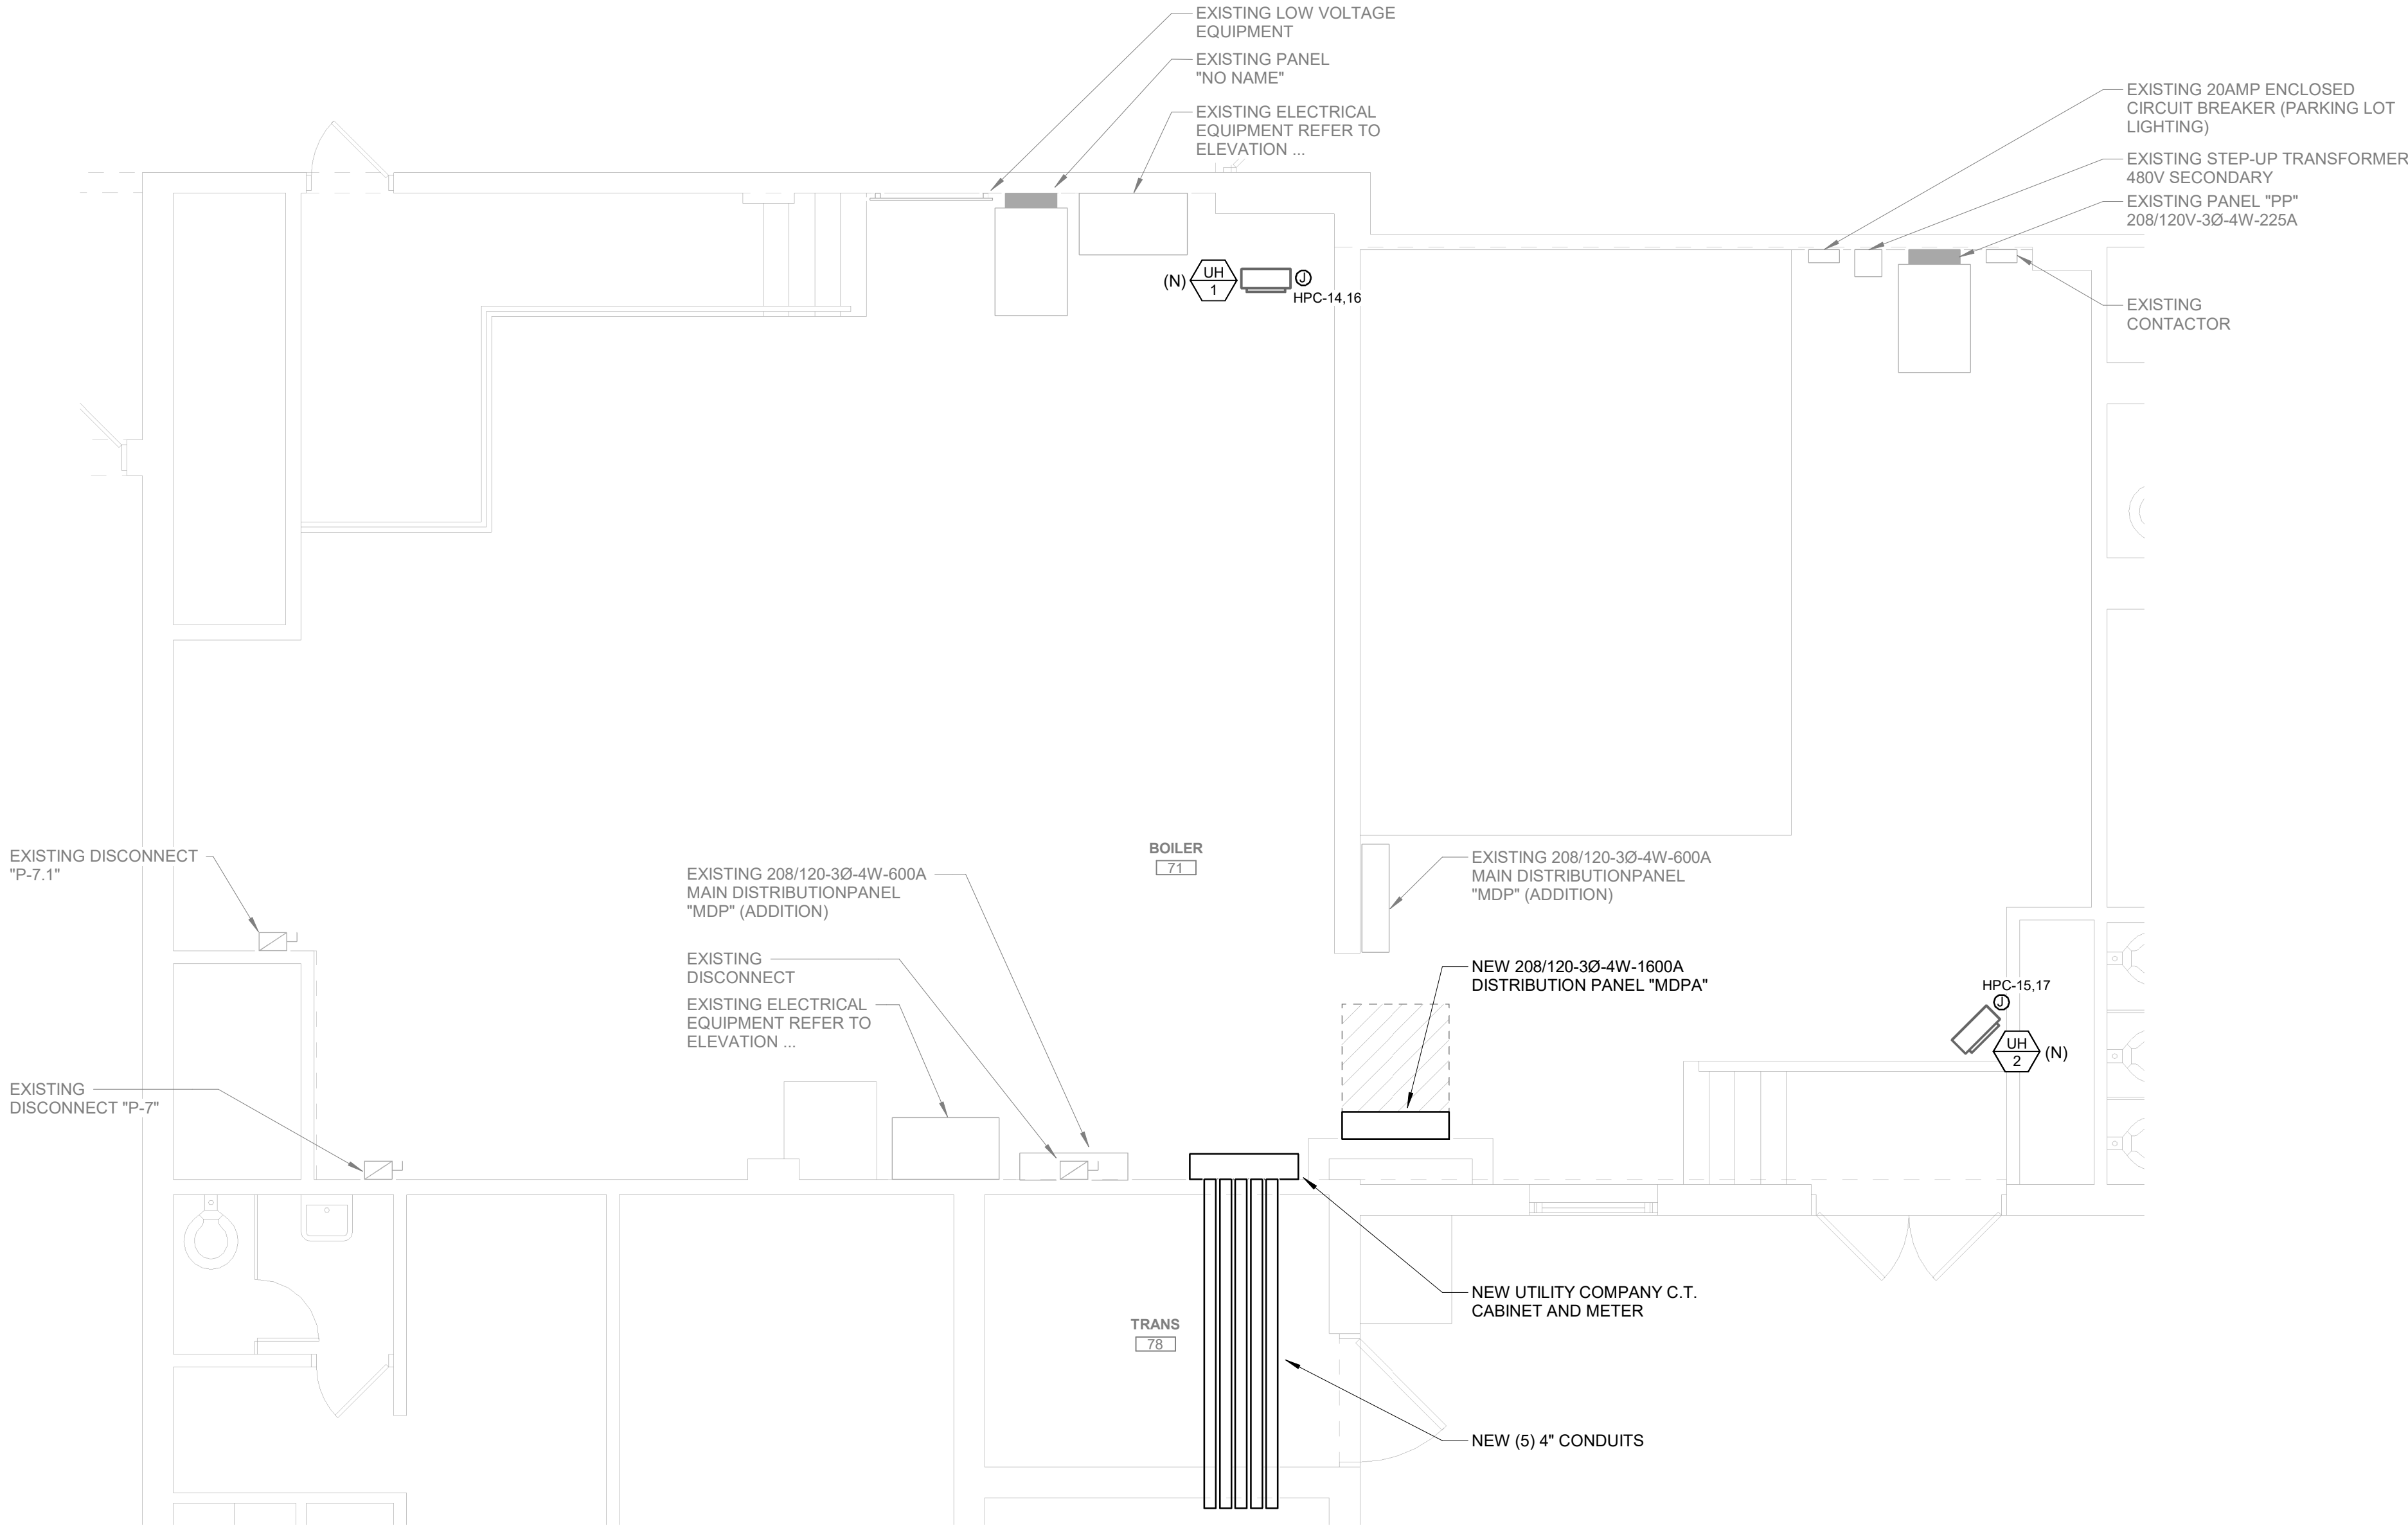 EXISTING LOW VOLTAGE
EQUIPMENT
EXISTING PANEL
"NO NAME"
EXISTING ELECTRICAL
EQUIPMENT REFER TO
ELEVATION ...
EXISTING 20AMP ENCLOSED
CIRCUIT BREAKER (PARKING LOT
LIGHTING)
EXISTING STEP-UP TRANSFORMER
480V SECONDARY
EXISTING PANEL "PP"
208/120V-3Ø-4W-225A
EXISTING
CONTACTOR
(N)
UH
1
J
HPC-14,16
BOILER
71
EXISTING DISCONNECT
"P-7.1"
EXISTING
DISCONNECT "P-7"
EXISTING 208/120-3Ø-4W-600A
MAIN DISTRIBUTIONPANEL
"MDP" (ADDITION)
EXISTING
DISCONNECT
EXISTING ELECTRICAL
EQUIPMENT REFER TO
ELEVATION ...
EXISTING 208/120-3Ø-4W-600A
MAIN DISTRIBUTIONPANEL
"MDP" (ADDITION)
NEW 208/120-3Ø-4W-1600A
DISTRIBUTION PANEL "MDPA"
HPC-15,17
J
UH
2
(N)
NEW UTILITY COMPANY C.T.
CABINET AND METER
TRANS
78
NEW (5) 4" CONDUITS